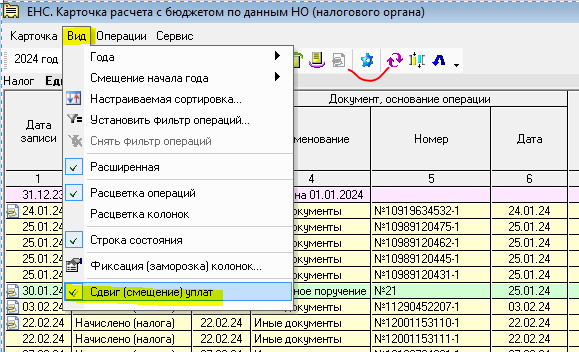 ЕНС. Карточка расчета с бюджетом по данным НО (налогового органа)
Карточка Вид Операции Сервис
2024 год
Года
Смещение начала года
Настраиваемая сортировка...
Установить фильтр операций...
Снять фильтр операций
Расширенная
Расцветка операций
Расцветка колонок
Строка состояния
Фиксация (заморозка) колонок...
Сдвиг (смещение) уплат
Налог
Документ, основание операции
Дата записи
менование Номер Дата
1 4 5 6
31.12.23 на 01.01.2024
24.01.24 документы №10919634532-1 24.01.24
25.01.24 документы №10989120475-1 25.01.24
25.01.24 документы №10989120445-1 25.01.24
25.01.24 документы №10989120462-1 25.01.24
25.01.24 документы №10989120431-1 25.01.24
30.01.24 ное поручение №21 25.01.24
03.02.24 документы №11290452207-1 03.02.24
22.02.24 Начислено (налога) 22.02.24 Иные документы №12001153110-1 22.02.24
22.02.24 Начислено (налога) 22.02.24 Иные документы №12001153111-1 22.02.24